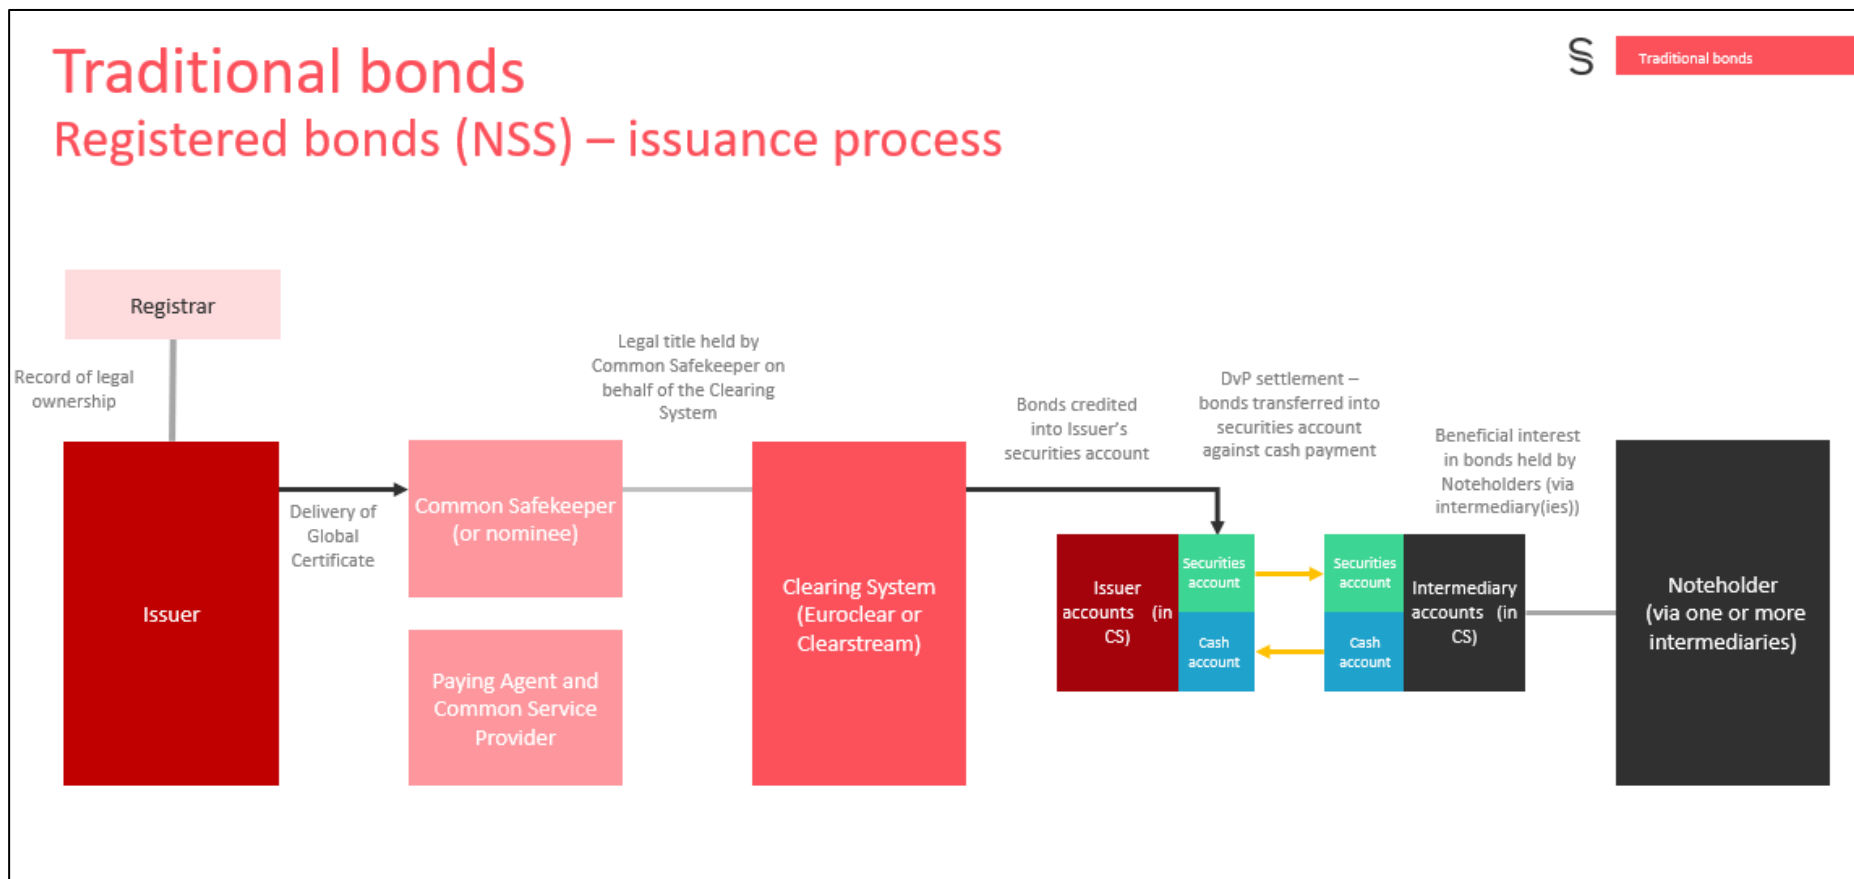 Traditional bonds
Registered bonds (NSS) – issuance process
Traditional bonds
Registrar
Record of legal
ownership
Issuer
Delivery of
Global
Certificate
Common Safekeeper
(or nominee)
Paying Agent and
Common Service
Provider
Legal title held by
Common Safekeeper on
behalf of the Clearing
System
Clearing System
(Euroclear or
Clearstream)
Bonds credited
into Issuer's
securities account
Issuer
accounts (in
CS)
Securities
account
Cash
account
DvP settlement –
bonds transferred into
securities account
against cash payment
Securities
account
Cash
account
Intermediary
accounts (in
CS)
Beneficial interest
in bonds held by
Noteholders (via
intermediary(ies))
Noteholder
(via one or more
intermediaries)